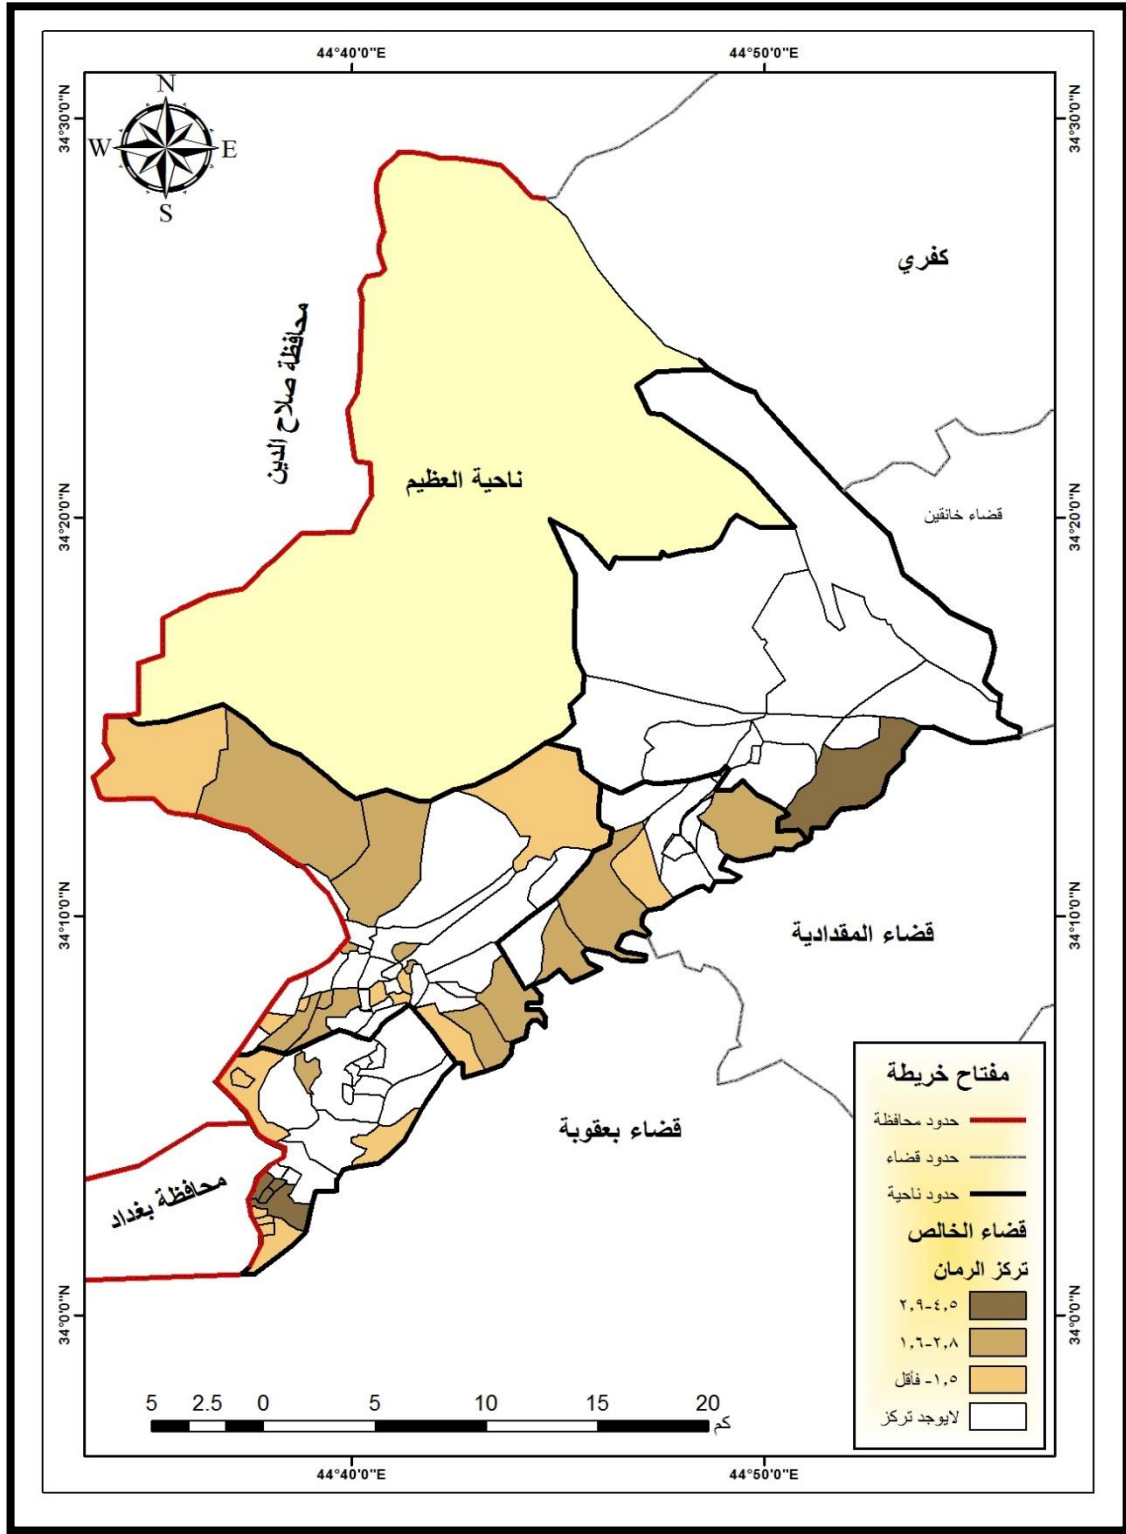 44°40'0"E
44°50'0"E
34°30'0"N
34°30'0"N
N
W
E
S
كفري
محافظة صلاح الدين
ناحية العظيم
قضاء خانقين
34°20'0"N
34°20'0"N
34°10'0"N
34°10'0"N
قضاء المقدادية
قضاء بعقوبة
محافظة بغداد
34°0'0"N
34°0'0"N
مفتاح خريطة
حدود محافظة
حدود قضاء
حدود ناحية
قضاء الخالص
تركز الرمان
٢,٩-٤,٥
١,٦-٢,٨
١,٥- فأقل
لايوجد تركز
5 2.5 0 5 10 15 20
كم
44°40'0"E
44°50'0"E